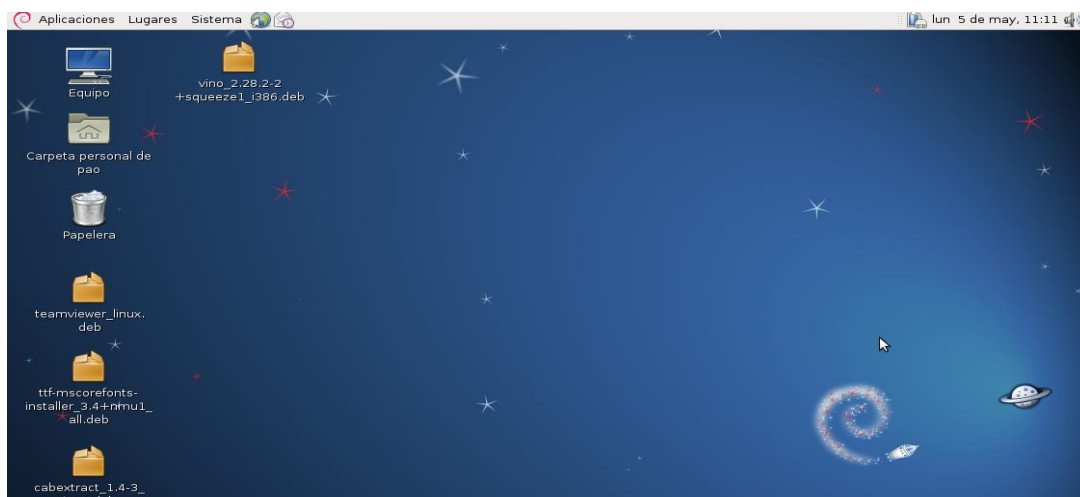 Aplicaciones Lugares Sistema
lun 5 de may, 11:11
Equipo
Carpeta personal de
pao
Papelera
teamviewer_linux.
deb
ttf-mscorefonts-
installer_3.4+nmu1_
all.deb
cabextract_1.4-3_
vino_2.28.2-2
+squeeze1_i386.deb